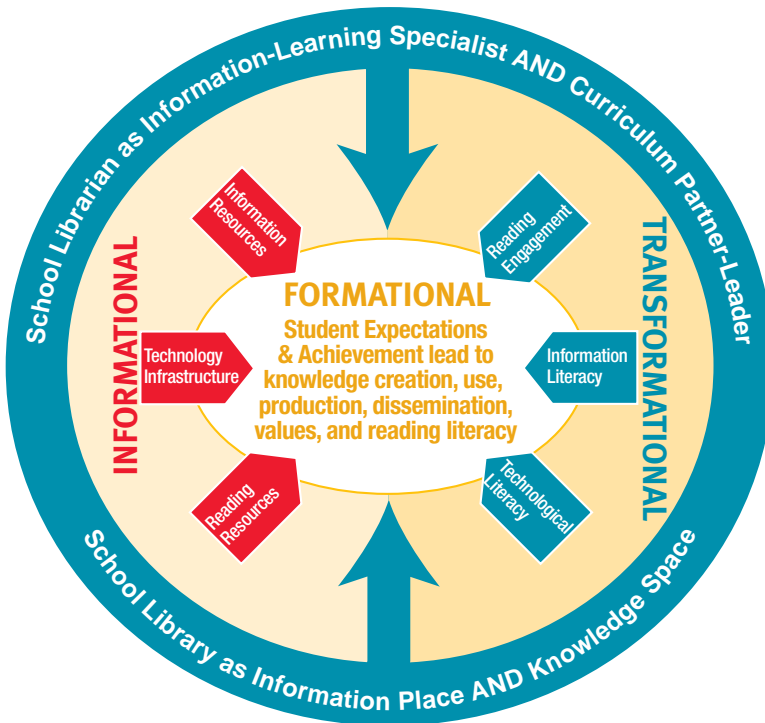 School Librarian as Information-Learning Specialist AND Curriculum Partner-Leader
INFORMATIONAL
Information
Resources
Technology
Infrastructure
Reading
Resources
FORMATIONAL
Student Expectations
& Achievement lead to
knowledge creation, use,
production, dissemination,
values, and reading literacy
Reading
Engagement
Information
Literacy
Technological
Literacy
TRANSFORMATIONAL
School Library as Information Place AND Knowledge Space